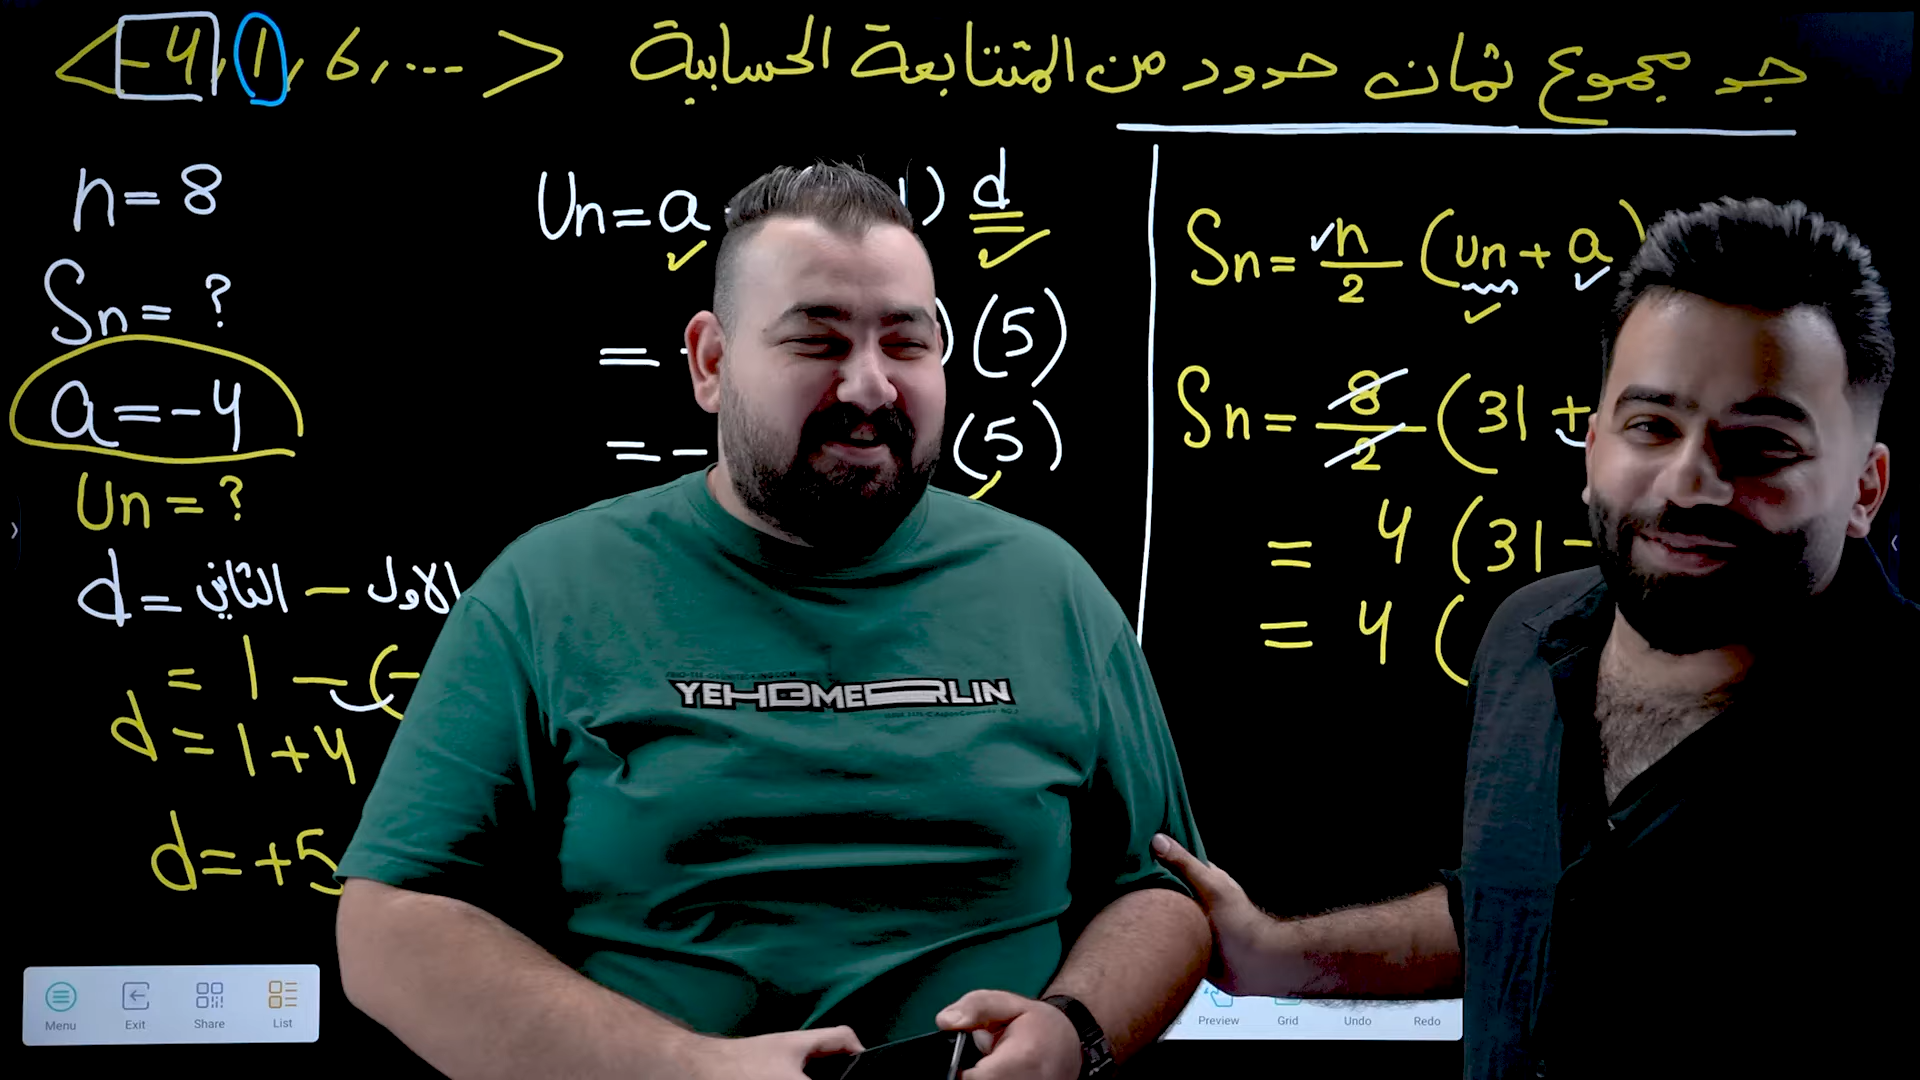 جد مجموع ثمان حدود من المتتابعة الحسابية <-4, 1, 6, ...>
n = 8
Sn = ?
a = -4
Un = ?
d = الثاني - الاول
= 1 - (-
d = 1 + 4
d = +5
Un = a 1) d
= - ) (5)
= - (5)
Sn = n/2 (un + a)
Sn = 8/2 (31 +
= 4 (31 -
= 4 (
YEHOMEBRLIN
Menu Exit Share List
Preview Grid Undo Redo